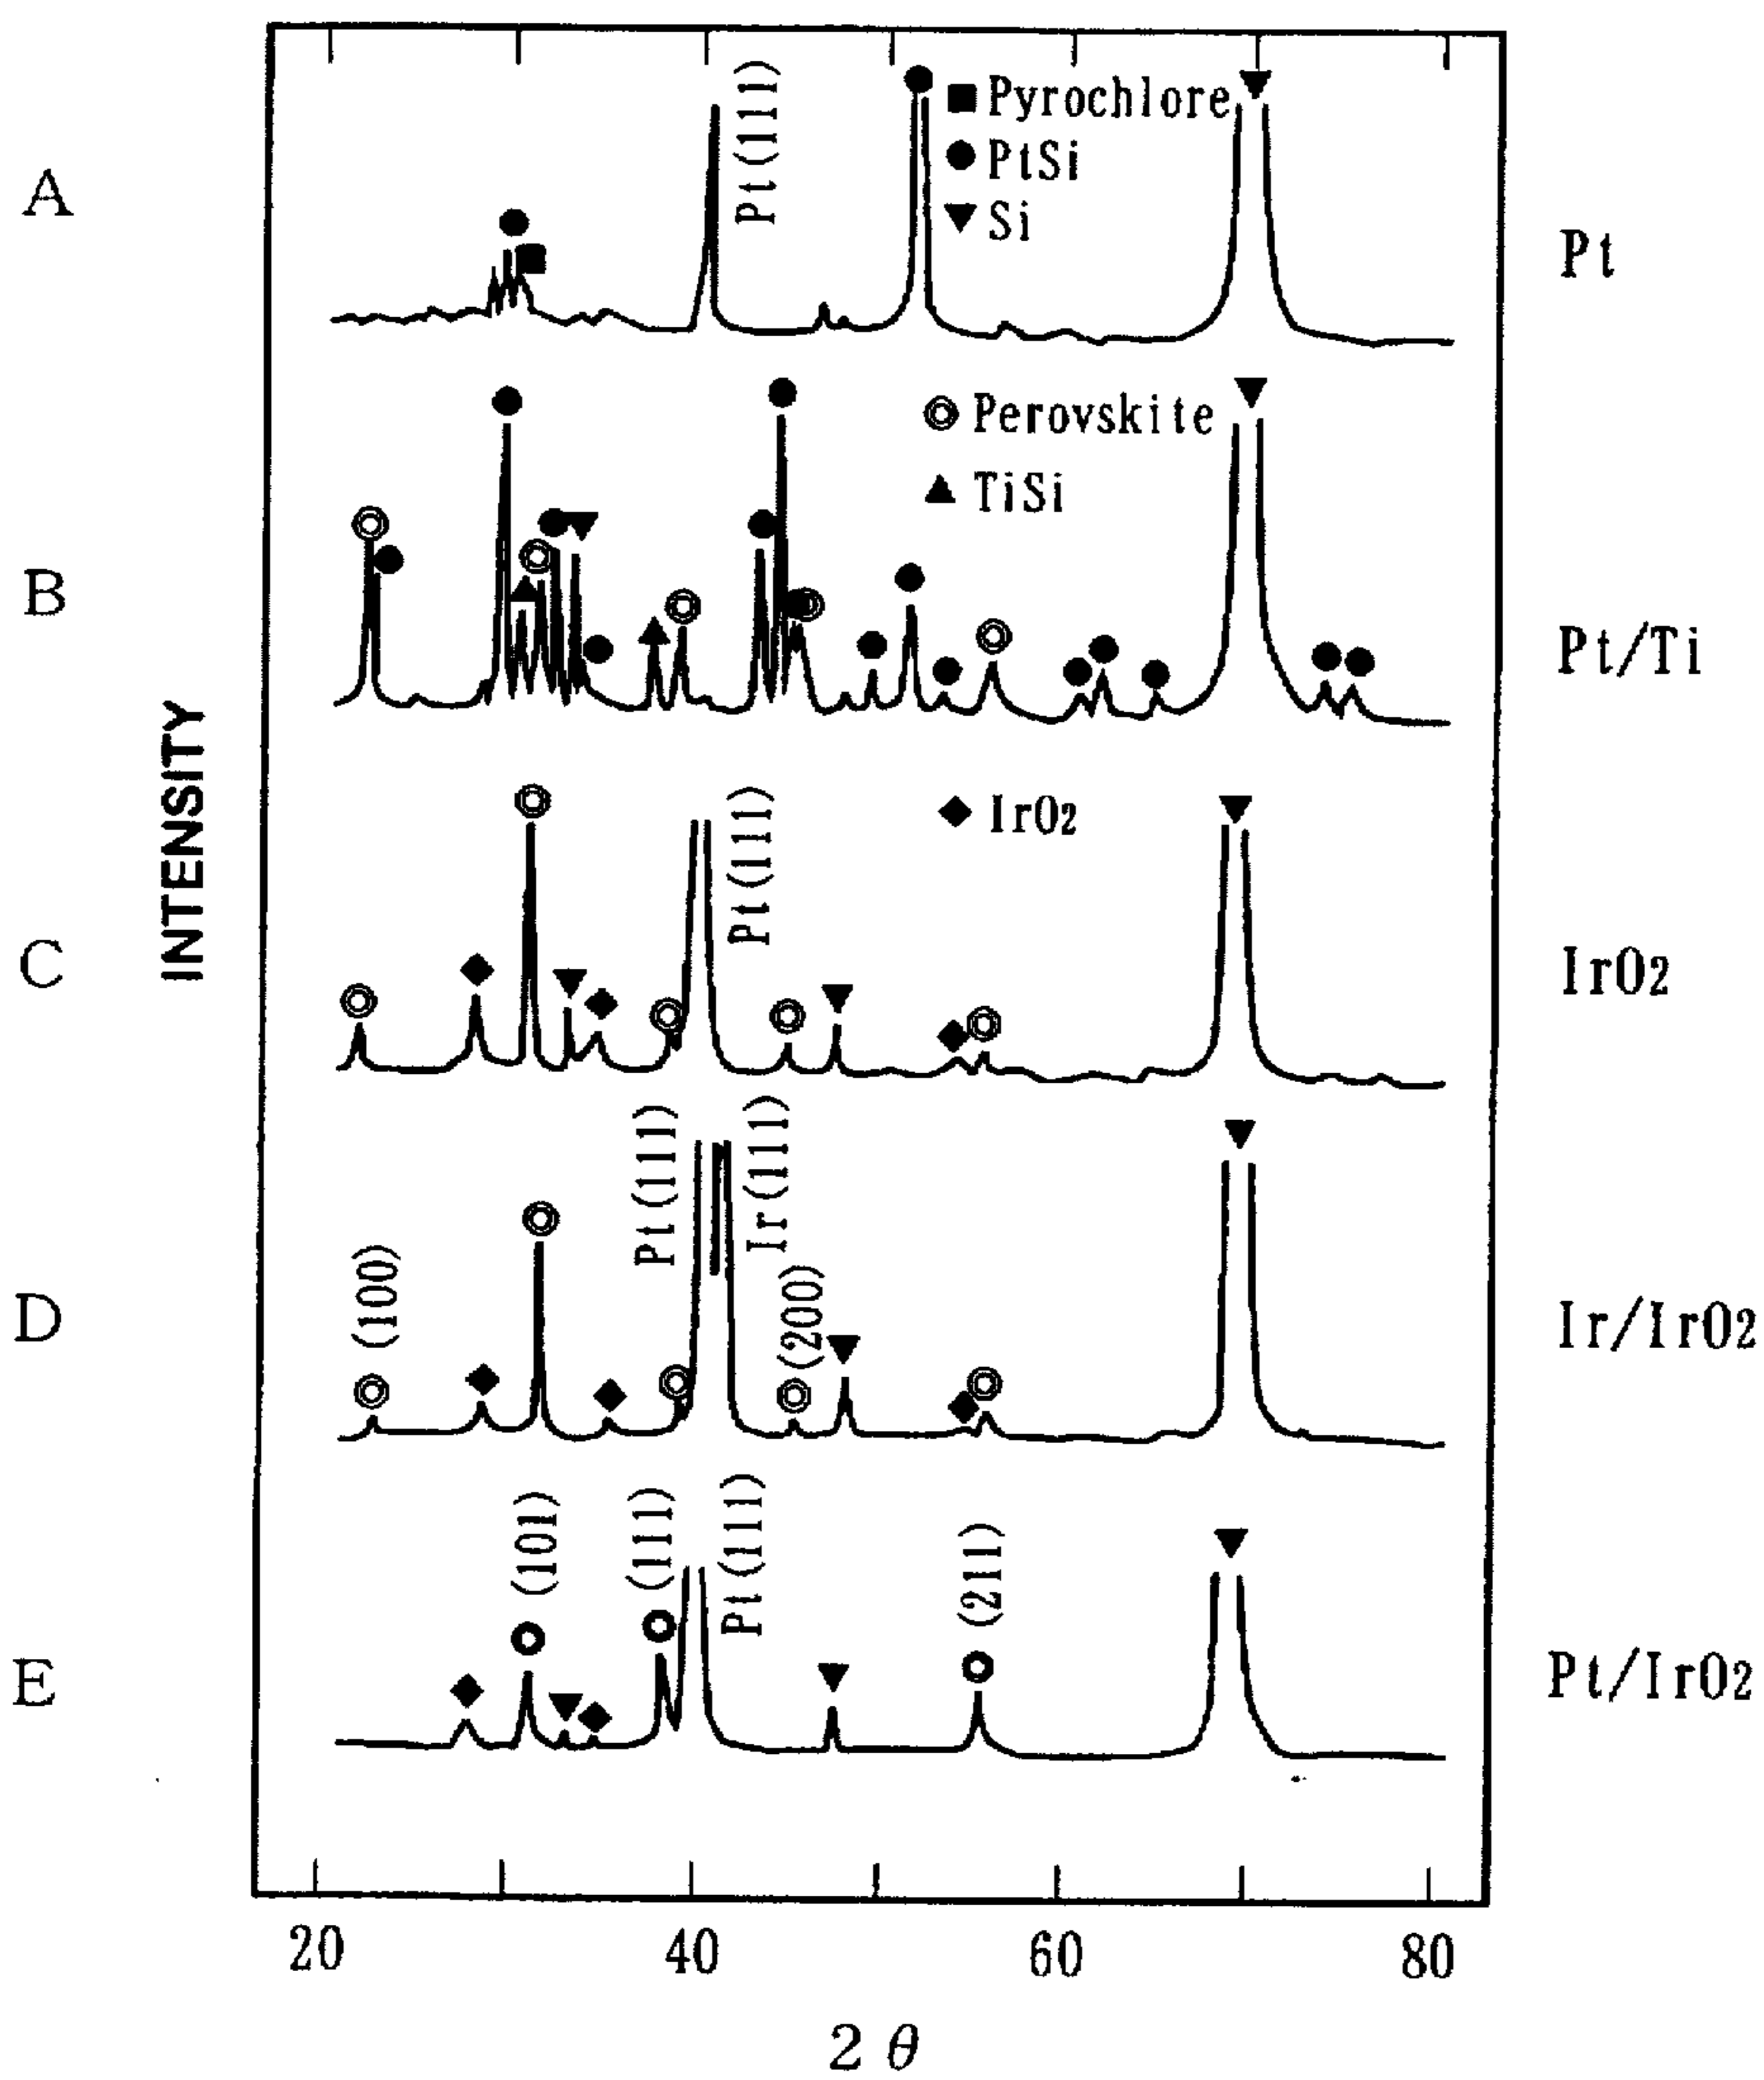 A
Pt(111)
■ Pyrochlore
● PtSi
▼ Si
Pt
B
◎ Perovskite
▲ TiSi
Pt/Ti
INTENSITY
C
Pt(111)
◆ IrO2
IrO2
D
(100)
Pt(111)
Ir(111)
(200)
Ir/IrO2
E
(101)
(111)
Pt(111)
(211)
Pt/IrO2
20 40 60 80
2θ